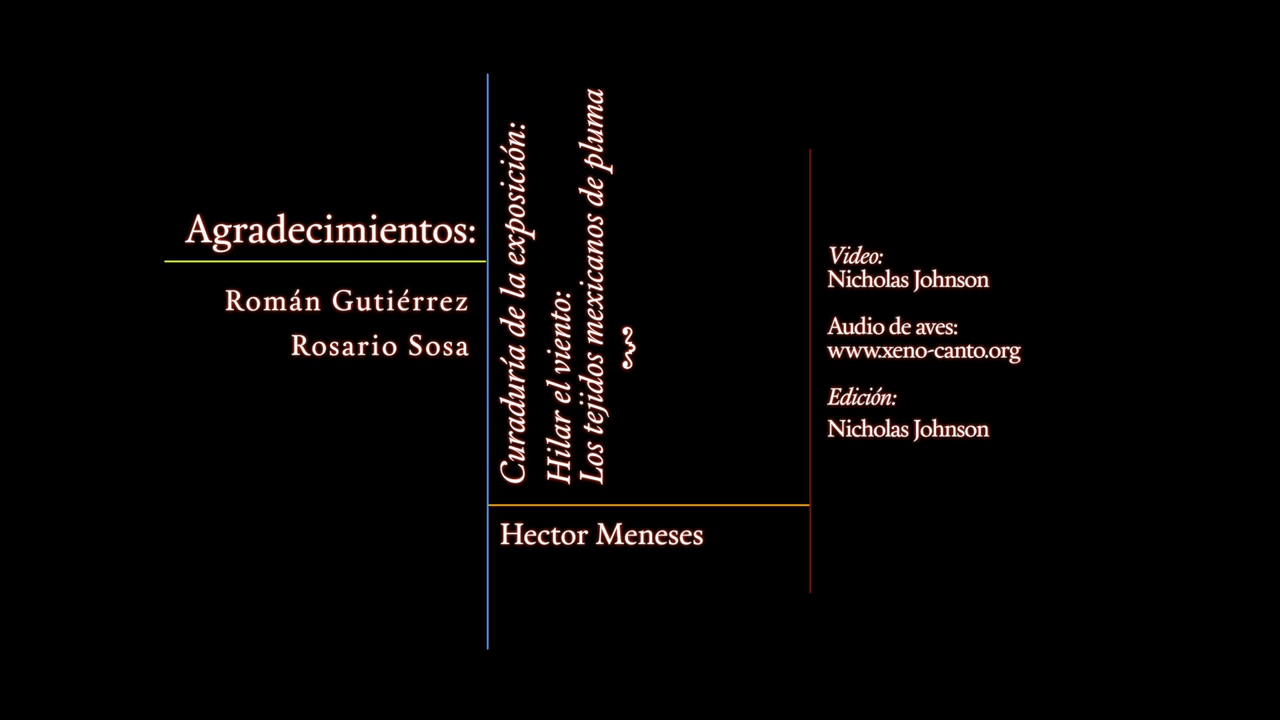 Agradecimientos:
Román Gutiérrez
Rosario Sosa
Curaduría de la exposición:
Hilar el viento:
Los tejidos mexicanos de pluma
Hector Meneses
Video:
Nicholas Johnson
Audio de aves:
www.xeno-canto.org
Edición:
Nicholas Johnson